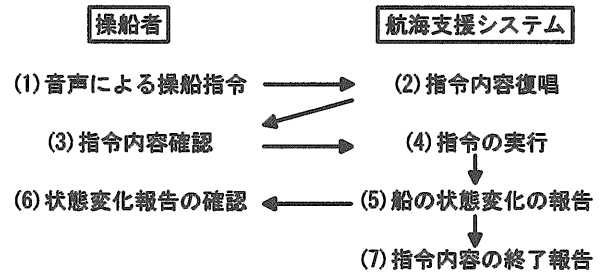 操船者 航海支援システム
(1)音声による操船指令 (2)指令内容復唱
(3)指令内容確認 (4)指令の実行
(6)状態変化報告の確認 (5)船の状態変化の報告
(7)指令内容の終了報告